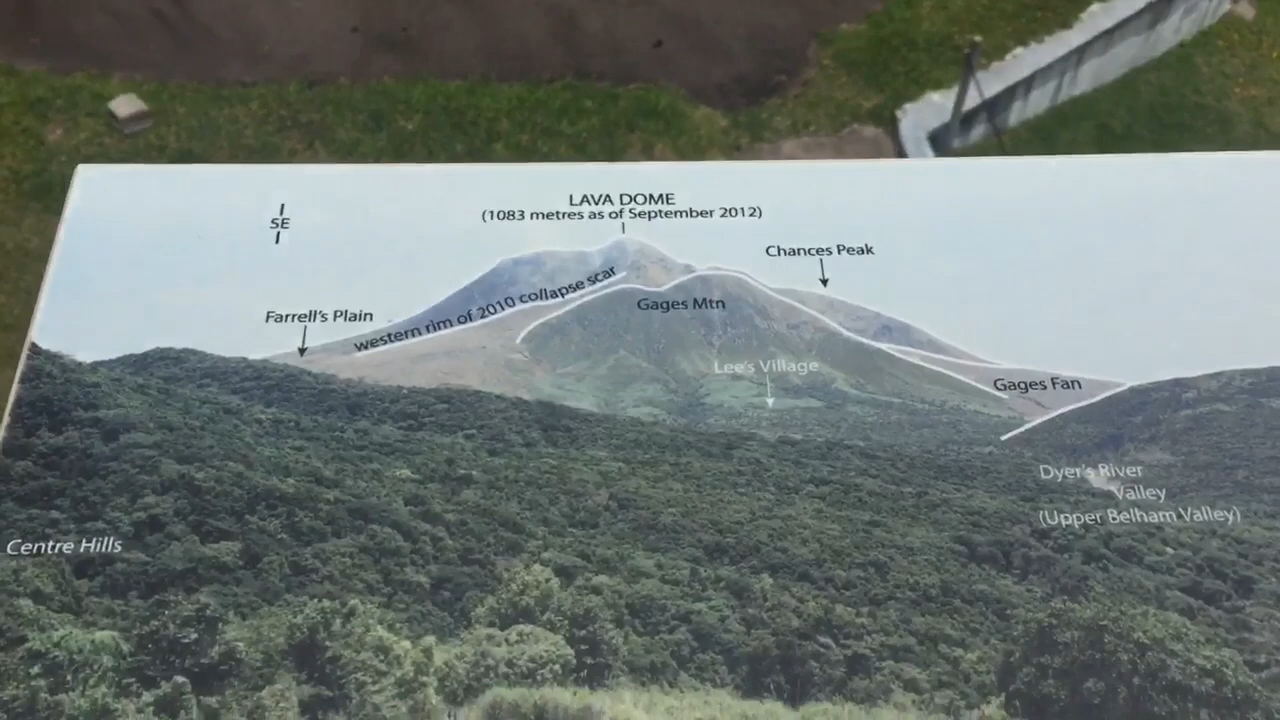 SE
LAVA DOME
(1083 metres as of September 2012)
Chances Peak
Farrell's Plain
western rim of 2010 collapse scar
Gages Mtn
Lee's Village
Gages Fan
Dyer's River
Valley
(Upper Belham Valley)
Centre Hills